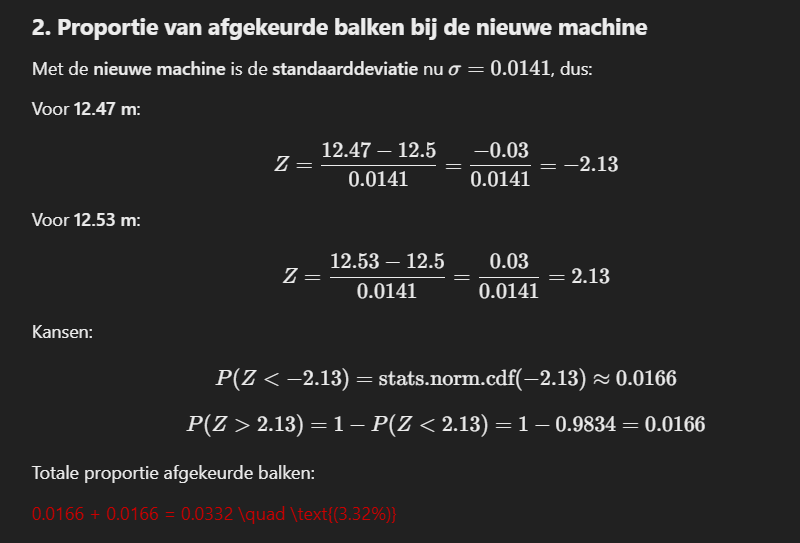 2. Proportie van afgekeurde balken bij de nieuwe machine
Met de nieuwe machine is de standaarddeviatie nu σ = 0.0141, dus:
Voor 12.47 m:
Z = \frac{12.47 − 12.5}{0.0141} = \frac{−0.03}{0.0141} = −2.13
Voor 12.53 m:
Z = \frac{12.53 − 12.5}{0.0141} = \frac{0.03}{0.0141} = 2.13
Kansen:
P(Z < −2.13) = stats.norm.cdf(−2.13) ≈ 0.0166
P(Z > 2.13) = 1 − P(Z < 2.13) = 1 − 0.9834 = 0.0166
Totale proportie afgekeurde balken:
0.0166 + 0.0166 = 0.0332 \quad \text{(3.32%)}